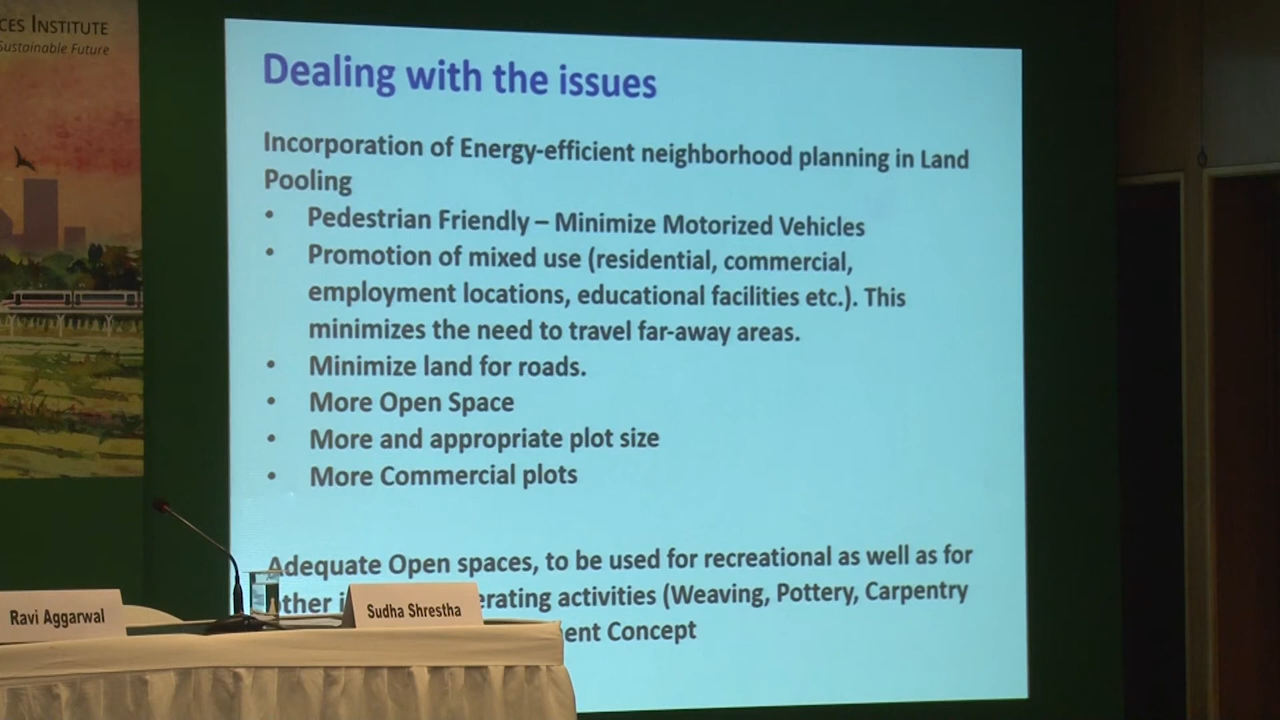 CES INSTITUTE
Sustainable Future
Dealing with the issues
Incorporation of Energy-efficient neighborhood planning in Land
Pooling
• Pedestrian Friendly – Minimize Motorized Vehicles
• Promotion of mixed use (residential, commercial,
employment locations, educational facilities etc.). This
minimizes the need to travel far-away areas.
• Minimize land for roads.
• More Open Space
• More and appropriate plot size
• More Commercial plots
Adequate Open spaces, to be used for recreational as well as for
other erating activities (Weaving, Pottery, Carpentry
ent Concept
Ravi Aggarwal
Sudha Shrestha